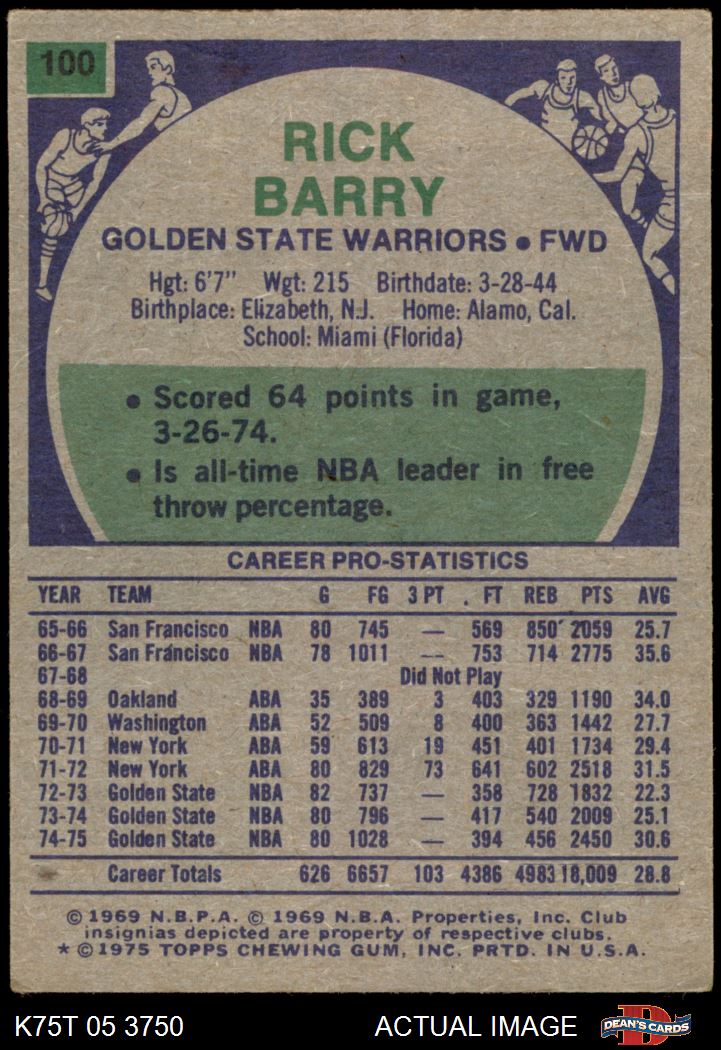 100
RICK
BARRY
GOLDEN STATE WARRIORS • FWD
Hgt: 6'7" Wgt: 215 Birthdate: 3-28-44
Birthplace: Elizabeth, N.J. Home: Alamo, Cal.
School: Miami (Florida)
• Scored 64 points in game,
3-26-74.
• Is all-time NBA leader in free
throw percentage.
CAREER PRO-STATISTICS
YEAR TEAM G FG 3 PT . FT REB PTS AVG
65-66 San Francisco NBA 80 745 — 569 850 2059 25.7
66-67 San Francisco NBA 78 1011 — 753 714 2775 35.6
67-68 Did Not Play
68-69 Oakland ABA 35 389 3 403 329 1190 34.0
69-70 Washington ABA 52 509 8 400 363 1442 27.7
70-71 New York ABA 59 613 19 451 401 1734 29.4
71-72 New York ABA 80 829 73 641 602 2518 31.5
72-73 Golden State NBA 82 737 — 358 728 1832 22.3
73-74 Golden State NBA 80 796 — 417 540 2009 25.1
74-75 Golden State NBA 80 1028 — 394 456 2450 30.6
Career Totals 626 6657 103 4386 4983 18,009 28.8
© 1969 N.B.P.A. © 1969 N.B.A. Properties, Inc. Club
insignias depicted are property of respective clubs.
* © 1975 TOPPS CHEWING GUM, INC. PRTD. IN U.S.A.
K75T 05 3750 ACTUAL IMAGE D DEAN'S CARDS